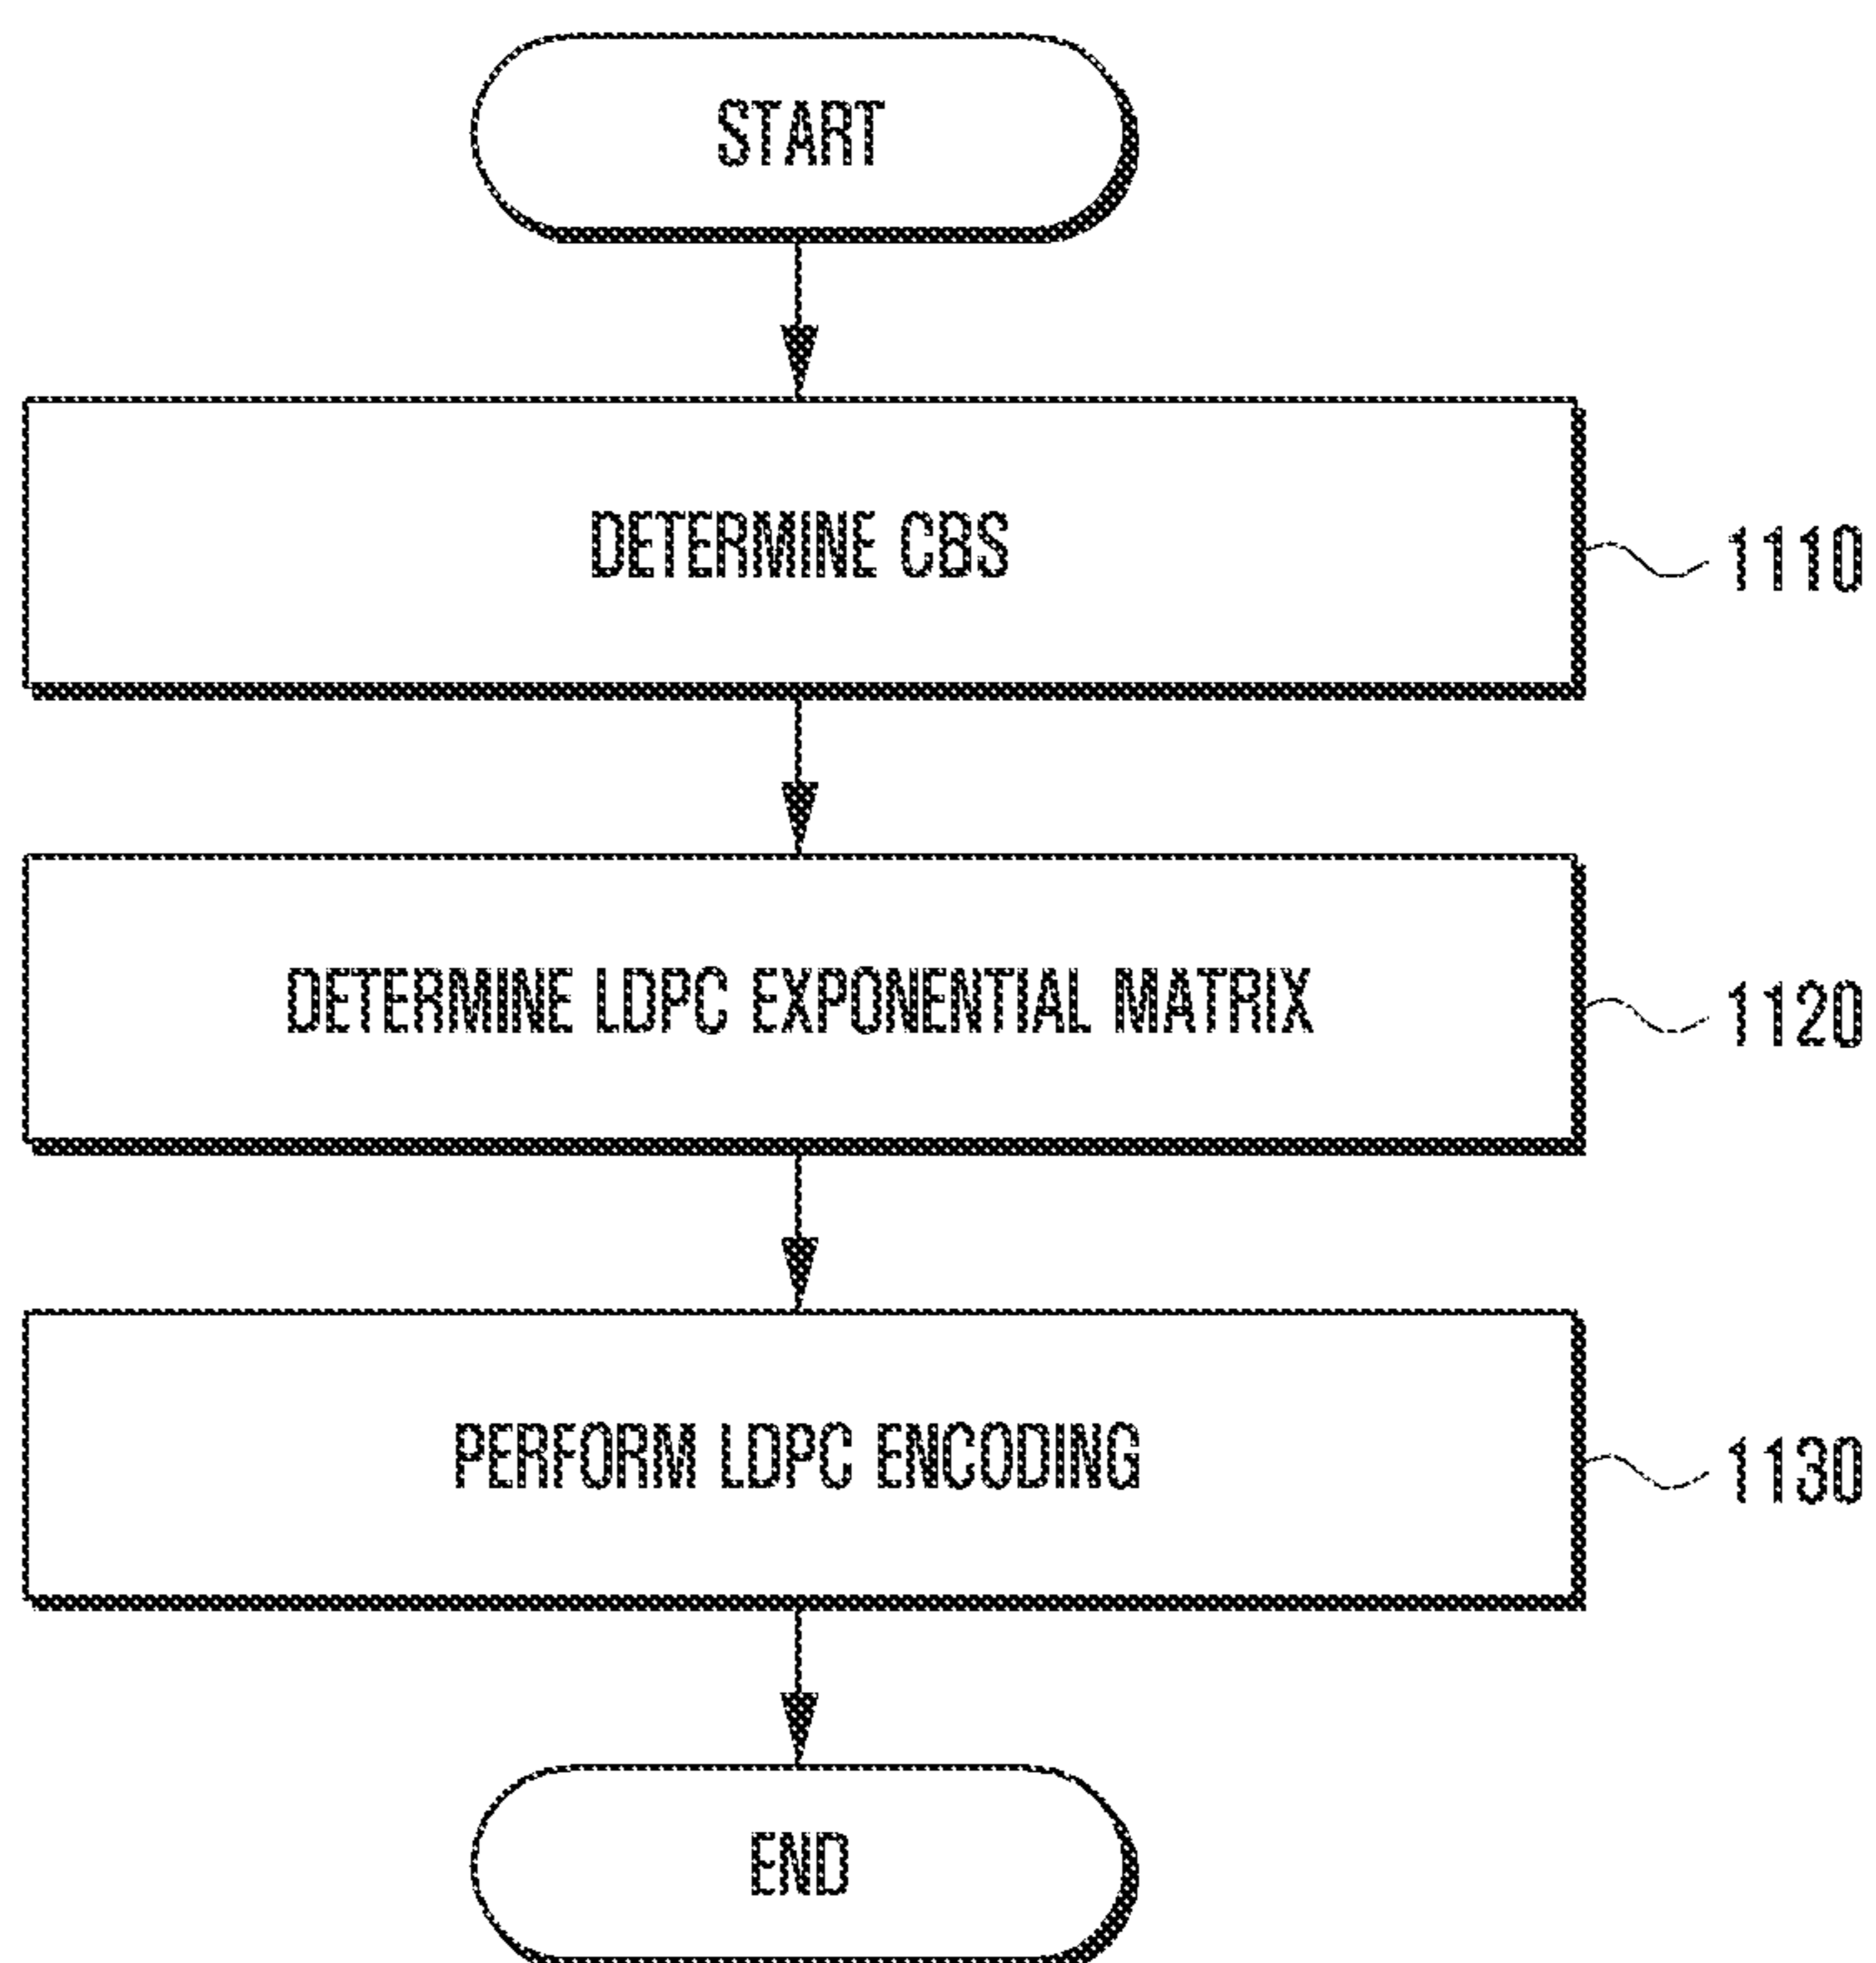 START
DETERMINE CBS
1110
DETERMINE LDPC EXPONENTIAL MATRIX
1120
PERFORM LDPC ENCODING
1130
END